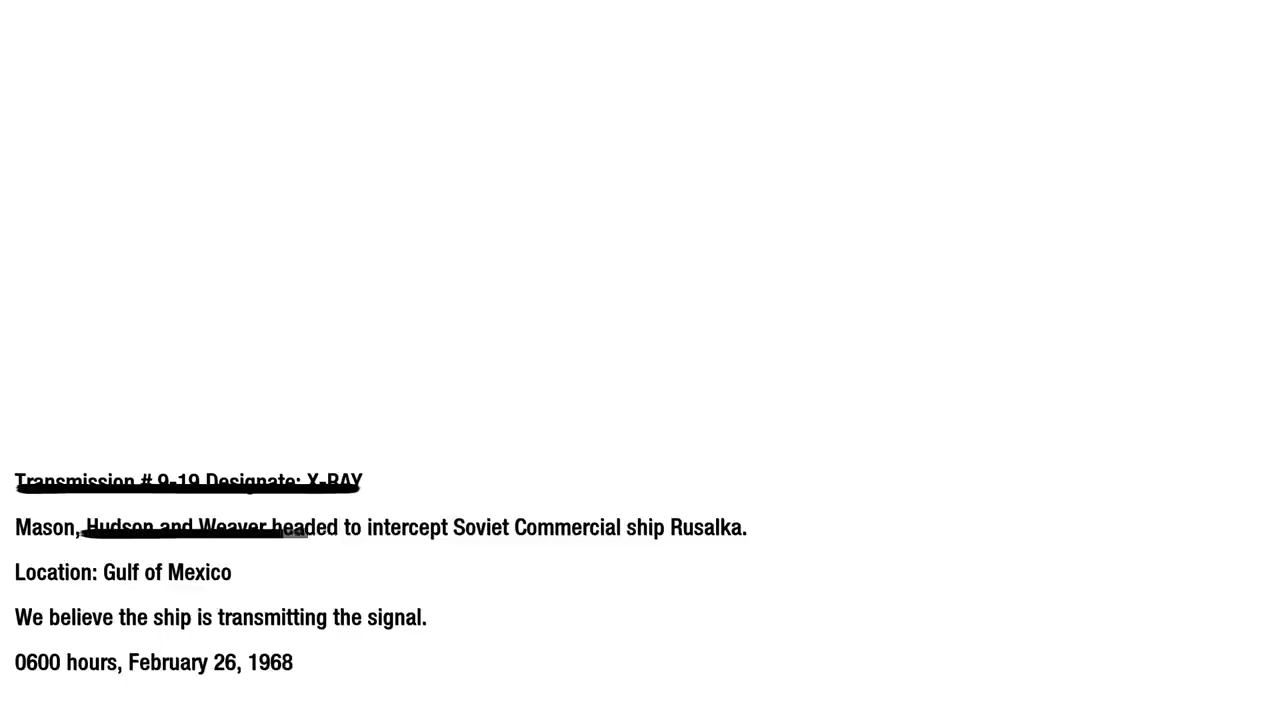 Transmission # 9-19 Designate: X-RAY
Mason, Hudson and Weaver headed to intercept Soviet Commercial ship Rusalka.
Location: Gulf of Mexico
We believe the ship is transmitting the signal.
0600 hours, February 26, 1968